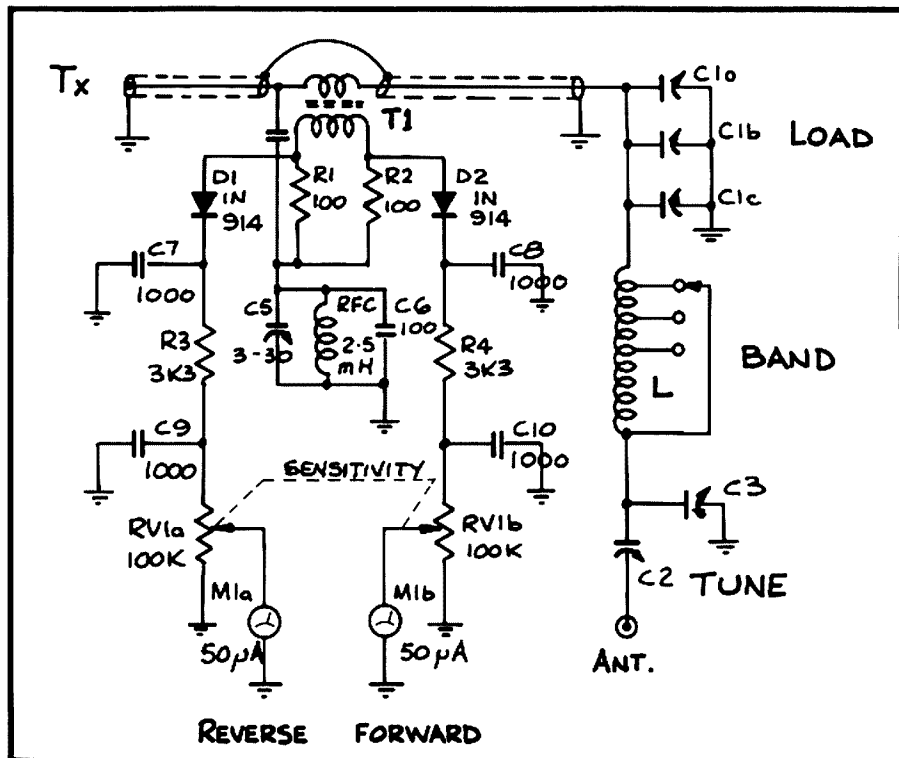 Tx
T1
C1a
C1b
C1c
LOAD
D1
1N
914
R1
100
R2
100
D2
1N
914
C7
1000
C8
1000
C5
3-30
RFC
2.5
mH
C6
100
R3
3K3
R4
3K3
L
BAND
C9
1000
C10
1000
SENSITIVITY
RV1a
100K
RV1b
100K
C3
C2
TUNE
M1a
M1b
50µA
50µA
ANT.
REVERSE FORWARD